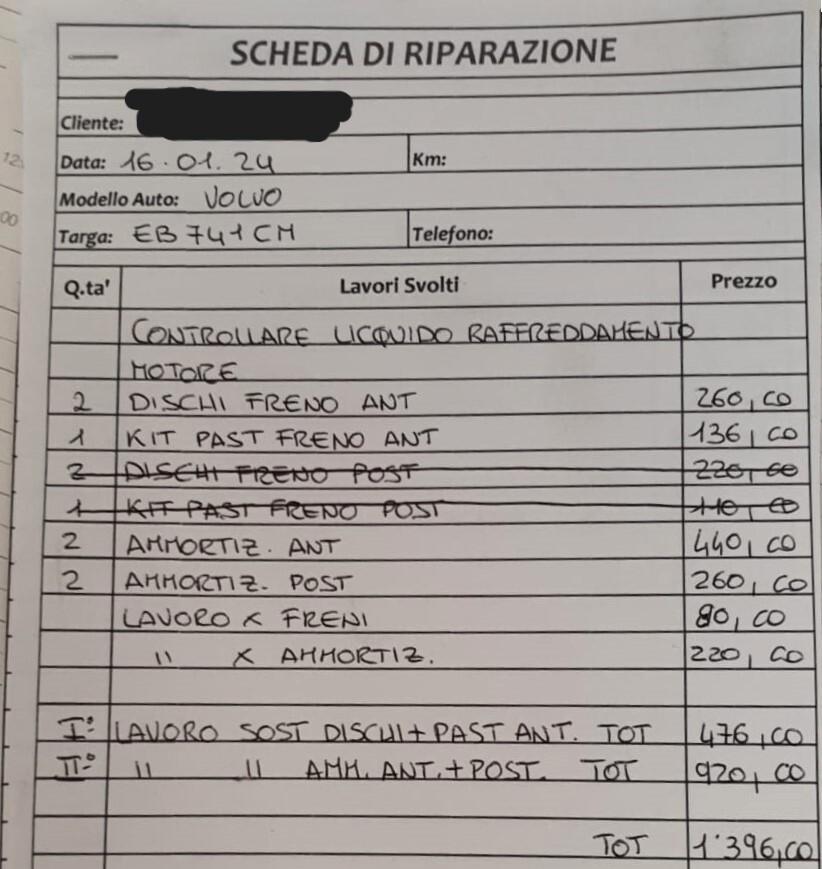 SCHEDA DI RIPARAZIONE
Cliente:
Data: 16.01.24 Km:
Modello Auto: VOLVO
Targa: EB741CM Telefono:
Q.ta' Lavori Svolti Prezzo
CONTROLLARE LICQUIDO RAFFREDDAMENTO
MOTORE
2 DISCHI FRENO ANT 260,00
1 KIT PAST FRENO ANT 136,00
2 DISCHI FRENO POST 220,00
1 KIT PAST FRENO POST 110,00
2 AMMORTIZ. ANT 440,00
2 AMMORTIZ. POST 260,00
LAVORO X FRENI 80,00
" X AMMORTIZ. 220,00
I° LAVORO SOST DISCHI+PAST ANT. TOT 476,00
II° " " AMM. ANT.+POST. TOT 920,00
TOT 1'396,00